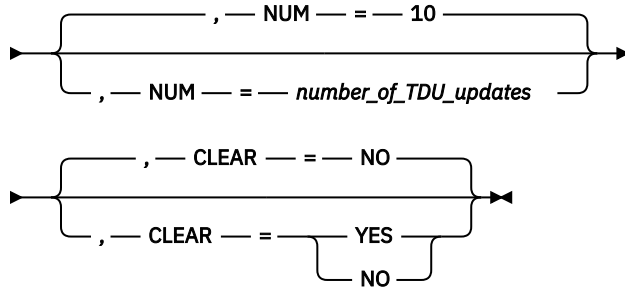 , NUM = 10
, NUM = number_of_TDU_updates
, CLEAR = NO
, CLEAR = YES
NO